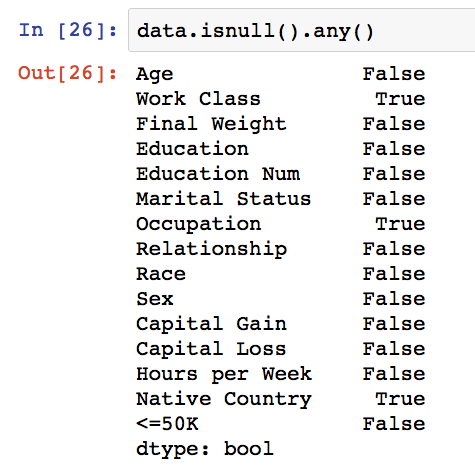 In [26]: data.isnull().any()
Out[26]: Age False
Work Class True
Final Weight False
Education False
Education Num False
Marital Status False
Occupation True
Relationship False
Race False
Sex False
Capital Gain False
Capital Loss False
Hours per Week False
Native Country True
<=50K False
dtype: bool